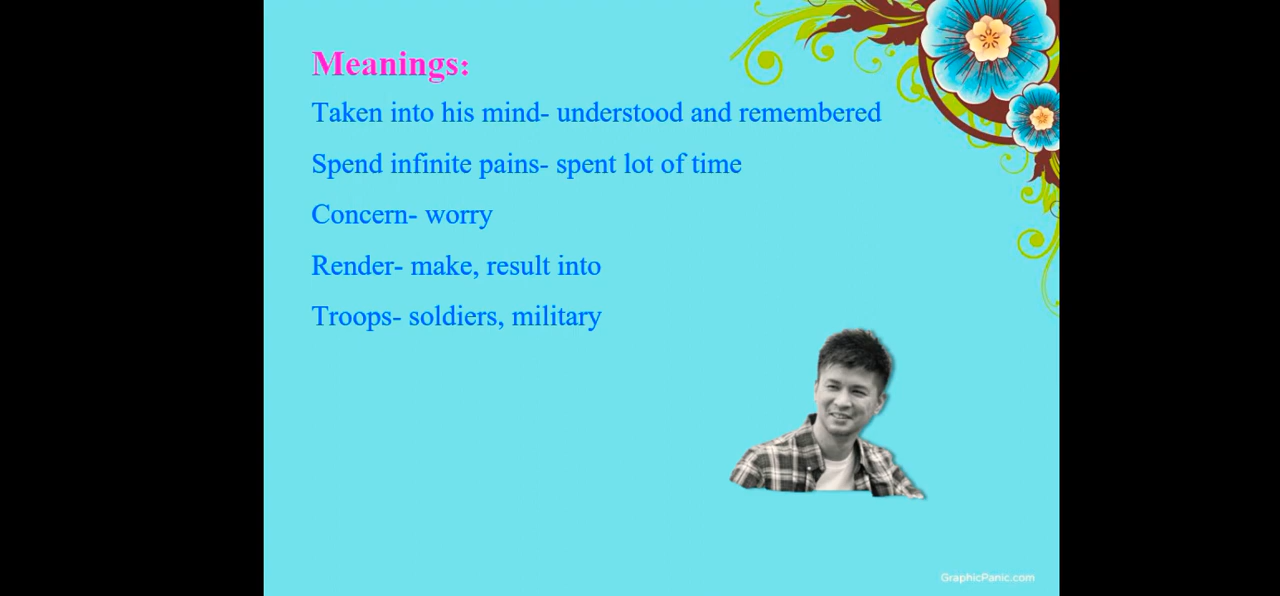 Meanings:
Taken into his mind- understood and remembered
Spend infinite pains- spent lot of time
Concern- worry
Render- make, result into
Troops- soldiers, military
GraphicPanic.com